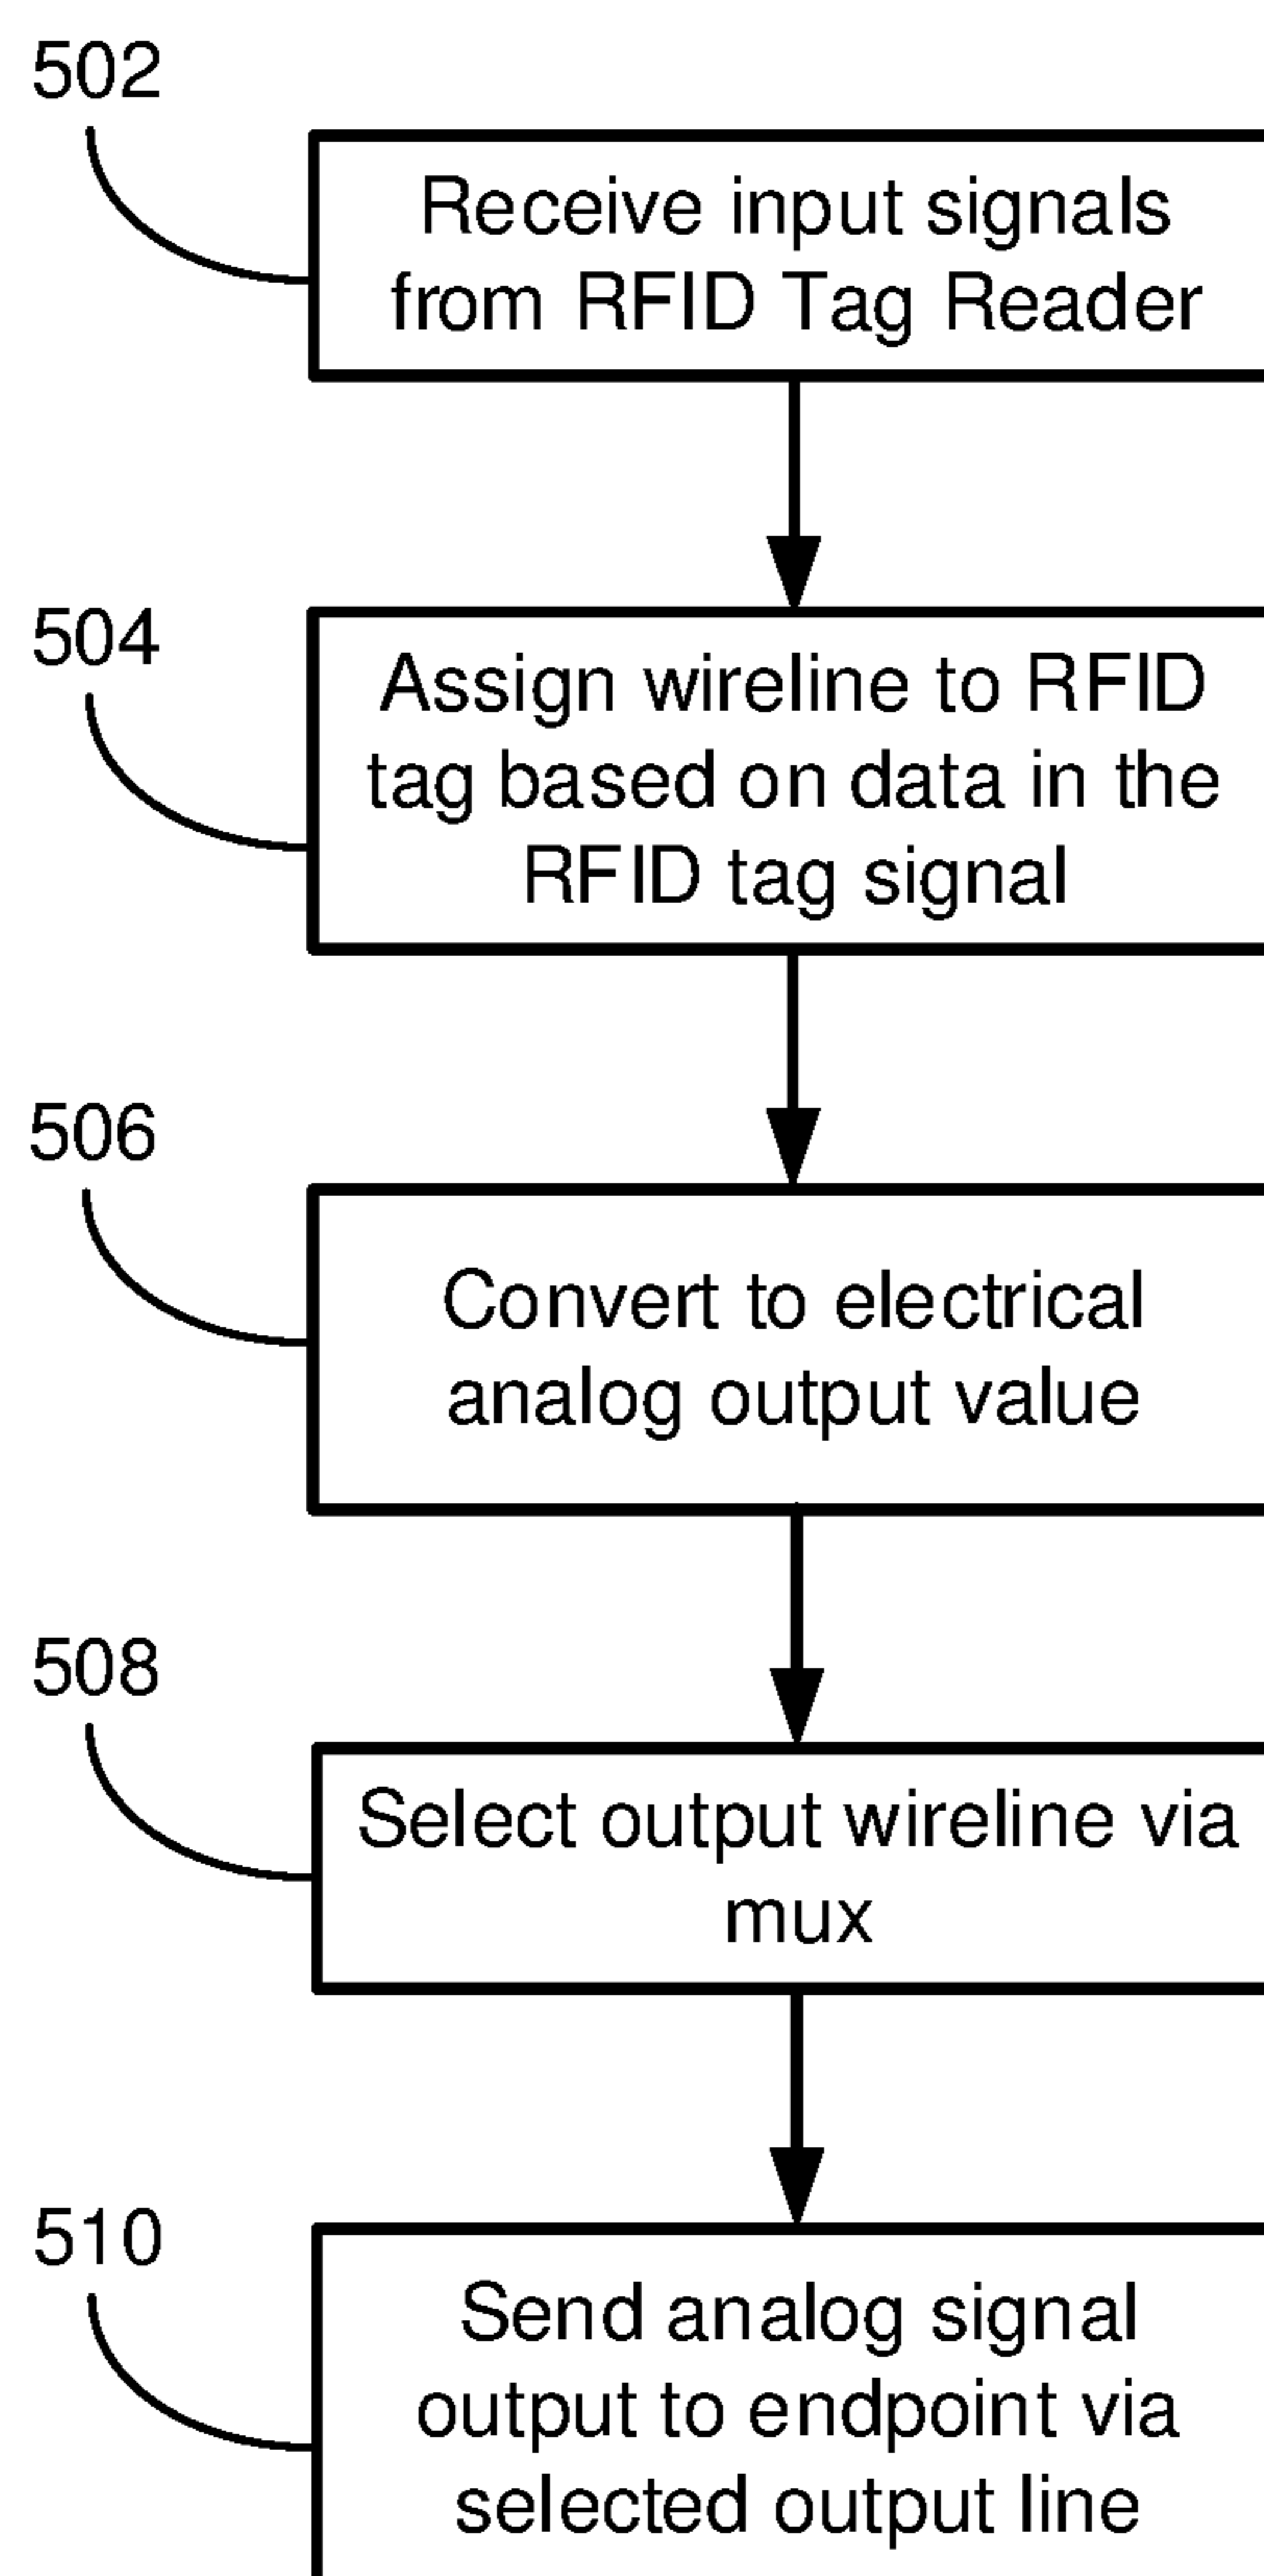 502
Receive input signals
from RFID Tag Reader
504
Assign wireline to RFID
tag based on data in the
RFID tag signal
506
Convert to electrical
analog output value
508
Select output wireline via
mux
510
Send analog signal
output to endpoint via
selected output line